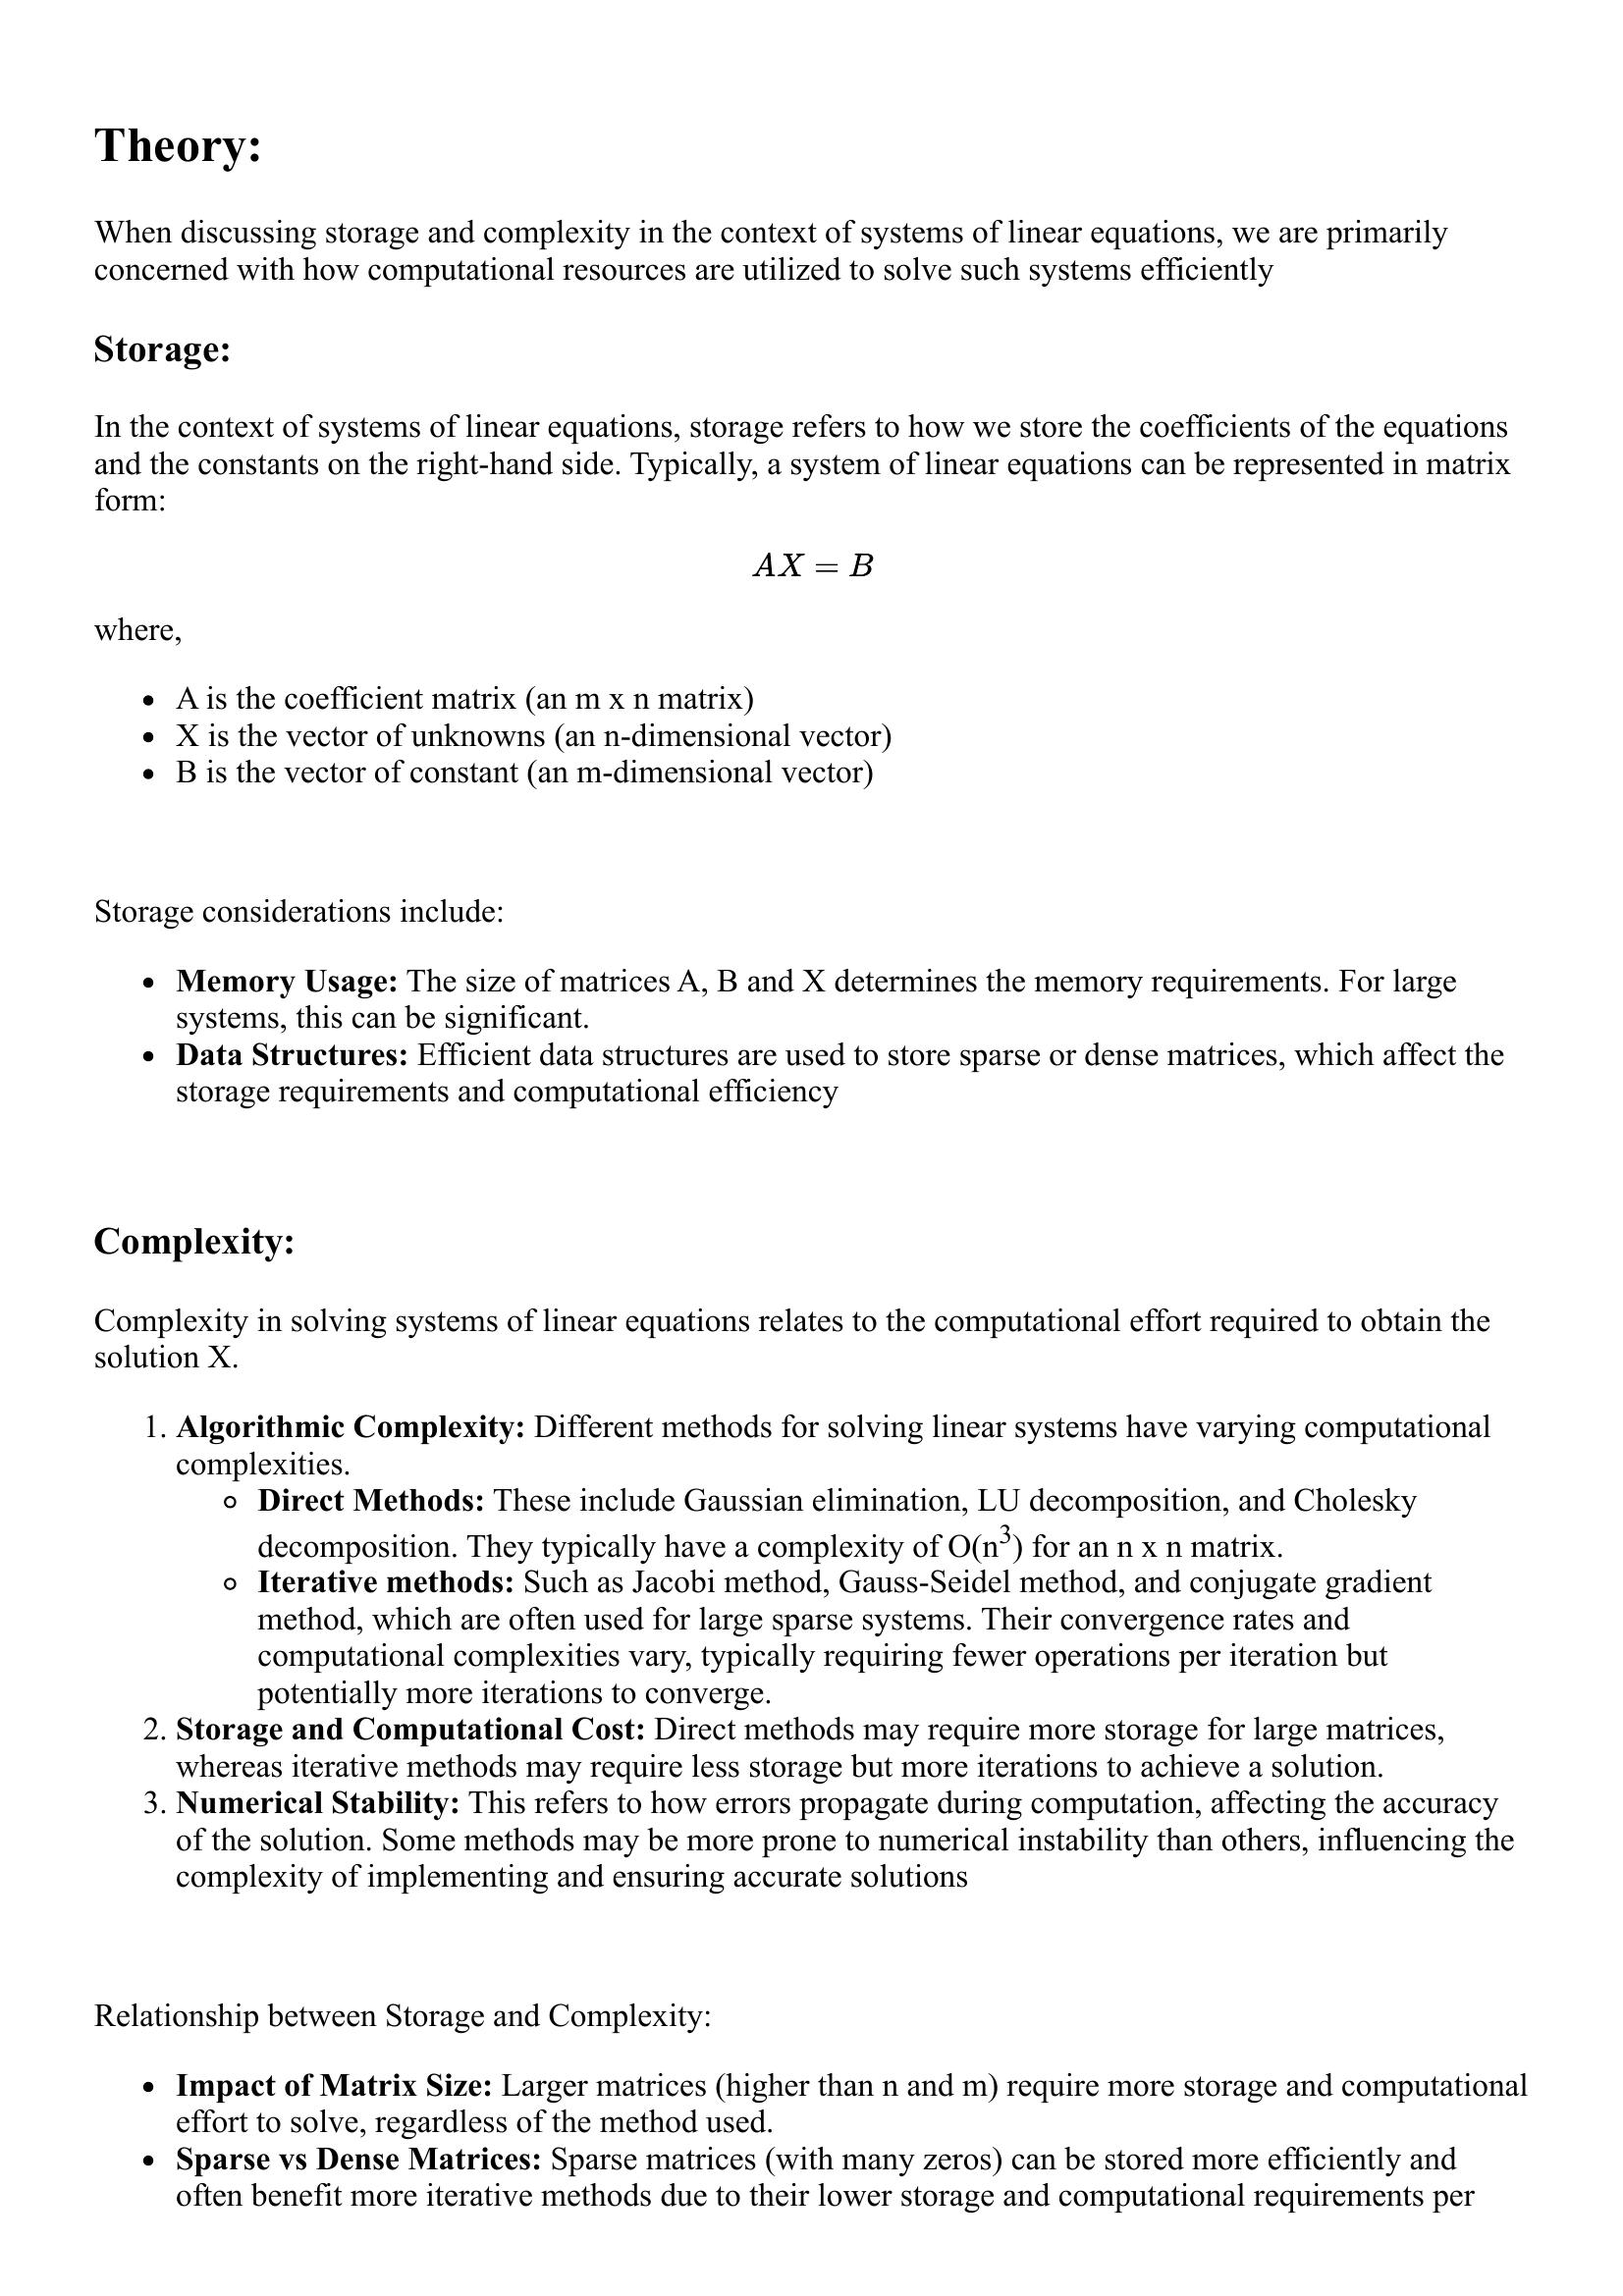 Theory:
When discussing storage and complexity in the context of systems of linear equations, we are primarily
concerned with how computational resources are utilized to solve such systems efficiently
Storage:
In the context of systems of linear equations, storage refers to how we store the coefficients of the equations
and the constants on the right-hand side. Typically, a system of linear equations can be represented in matrix
form:
AX = B
where,
• A is the coefficient matrix (an m x n matrix)
• X is the vector of unknowns (an n-dimensional vector)
• B is the vector of constant (an m-dimensional vector)
Storage considerations include:
• Memory Usage: The size of matrices A, B and X determines the memory requirements. For large
systems, this can be significant.
• Data Structures: Efficient data structures are used to store sparse or dense matrices, which affect the
storage requirements and computational efficiency
Complexity:
Complexity in solving systems of linear equations relates to the computational effort required to obtain the
solution X.
1. Algorithmic Complexity: Different methods for solving linear systems have varying computational
complexities.
◦ Direct Methods: These include Gaussian elimination, LU decomposition, and Cholesky
decomposition. They typically have a complexity of O(n³) for an n x n matrix.
◦ Iterative methods: Such as Jacobi method, Gauss-Seidel method, and conjugate gradient
method, which are often used for large sparse systems. Their convergence rates and
computational complexities vary, typically requiring fewer operations per iteration but
potentially more iterations to converge.
2. Storage and Computational Cost: Direct methods may require more storage for large matrices,
whereas iterative methods may require less storage but more iterations to achieve a solution.
3. Numerical Stability: This refers to how errors propagate during computation, affecting the accuracy
of the solution. Some methods may be more prone to numerical instability than others, influencing the
complexity of implementing and ensuring accurate solutions
Relationship between Storage and Complexity:
• Impact of Matrix Size: Larger matrices (higher than n and m) require more storage and computational
effort to solve, regardless of the method used.
• Sparse vs Dense Matrices: Sparse matrices (with many zeros) can be stored more efficiently and
often benefit more iterative methods due to their lower storage and computational requirements per